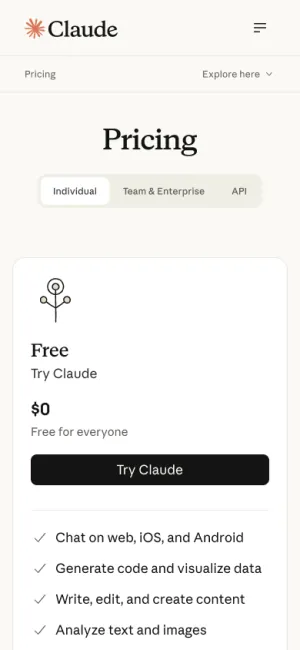 Claude
Pricing
Explore here
Pricing
Individual
Team & Enterprise
API
Free
Try Claude
$0
Free for everyone
Try Claude
Chat on web, iOS, and Android
Generate code and visualize data
Write, edit, and create content
Analyze text and images